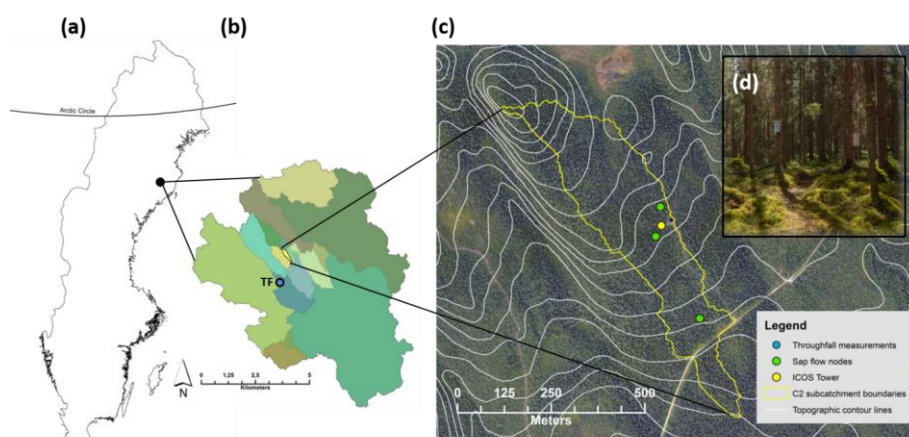 (a)
(b)
(c)
(d)
Arctic Circle
TF
N
0 1,25 2,5 5
Kilometers
0 125 250 500
Meters
Legend
Throughfall measurements
Sap flow nodes
ICOS Tower
C2 subcatchment boundaries
Topographic contour lines